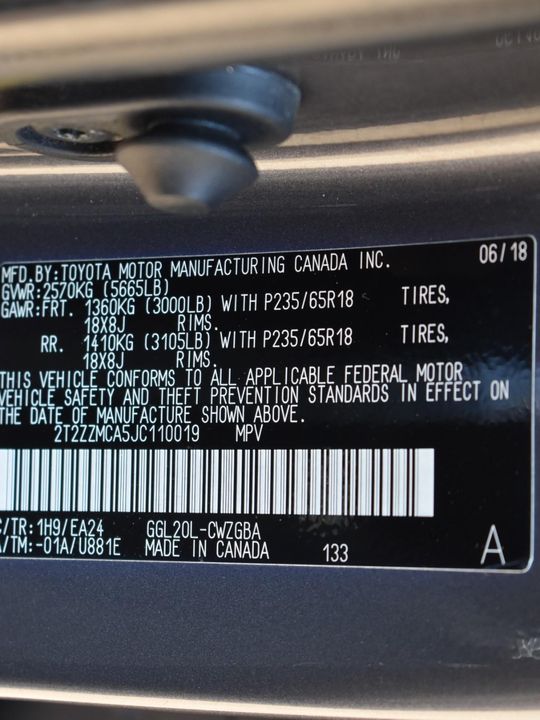 MFD.BY:TOYOTA MOTOR MANUFACTURING CANADA INC. 06/18
GVWR:2570KG (5665LB)
GAWR:FRT. 1360KG (3000LB) WITH P235/65R18 TIRES,
18X8J RIMS.
RR. 1410KG (3105LB) WITH P235/65R18 TIRES,
18X8J RIMS.
THIS VEHICLE CONFORMS TO ALL APPLICABLE FEDERAL MOTOR
VEHICLE SAFETY AND THEFT PREVENTION STANDARDS IN EFFECT ON
THE DATE OF MANUFACTURE SHOWN ABOVE.
2T2ZZMCA5JC110019 MPV
C/TR:1H9/EA24 GGL20L-CWZGBA
A/TM:-01A/U881E MADE IN CANADA 133 A